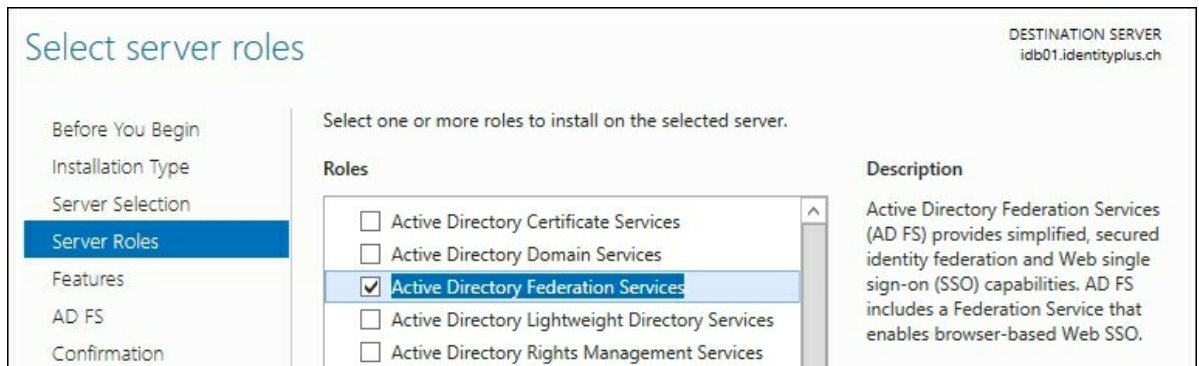 Select server roles
DESTINATION SERVER
idb01.identityplus.ch
Before You Begin
Installation Type
Server Selection
Server Roles
Features
AD FS
Confirmation
Select one or more roles to install on the selected server.
Roles
Active Directory Certificate Services
Active Directory Domain Services
Active Directory Federation Services
Active Directory Lightweight Directory Services
Active Directory Rights Management Services
Description
Active Directory Federation Services
(AD FS) provides simplified, secured
identity federation and Web single
sign-on (SSO) capabilities. AD FS
includes a Federation Service that
enables browser-based Web SSO.